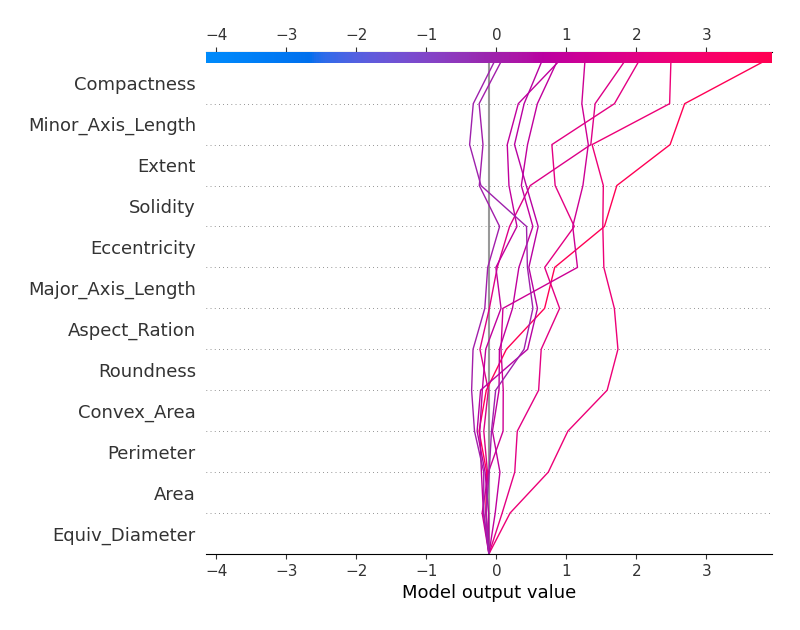 −4 −3 −2 −1 0 1 2 3
Compactness
Minor_Axis_Length
Extent
Solidity
Eccentricity
Major_Axis_Length
Aspect_Ration
Roundness
Convex_Area
Perimeter
Area
Equiv_Diameter
−4 −3 −2 −1 0 1 2 3
Model output value